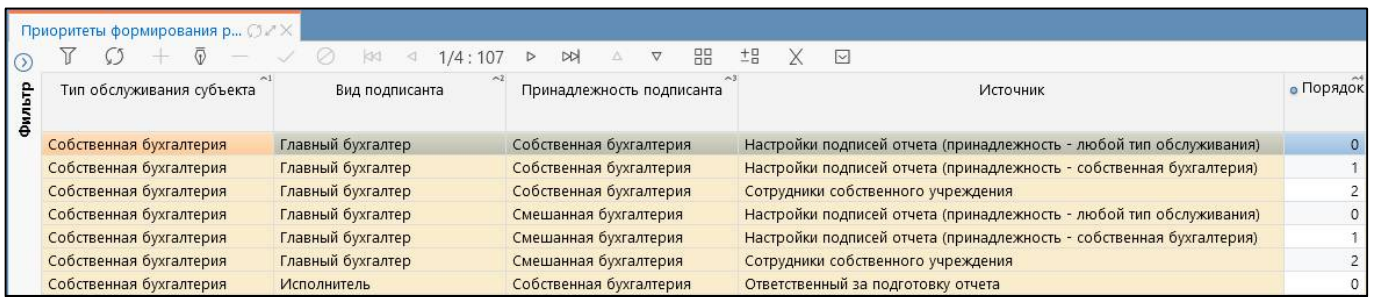 Приоритеты формирования р...
1/4 : 107
Фильтр
Тип обслуживания субъекта ^1 Вид подписанта ^2 Принадлежность подписанта ^3 Источник Порядок ^4
Собственная бухгалтерия Главный бухгалтер Собственная бухгалтерия Настройки подписей отчета (принадлежность - любой тип обслуживания) 0
Собственная бухгалтерия Главный бухгалтер Собственная бухгалтерия Настройки подписей отчета (принадлежность - собственная бухгалтерия) 1
Собственная бухгалтерия Главный бухгалтер Собственная бухгалтерия Сотрудники собственного учреждения 2
Собственная бухгалтерия Главный бухгалтер Смешанная бухгалтерия Настройки подписей отчета (принадлежность - любой тип обслуживания) 0
Собственная бухгалтерия Главный бухгалтер Смешанная бухгалтерия Настройки подписей отчета (принадлежность - собственная бухгалтерия) 1
Собственная бухгалтерия Главный бухгалтер Смешанная бухгалтерия Сотрудники собственного учреждения 2
Собственная бухгалтерия Исполнитель Собственная бухгалтерия Ответственный за подготовку отчета 0